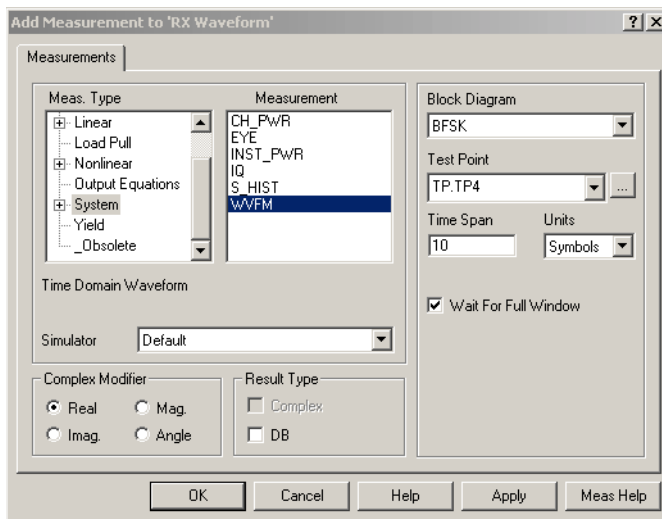 Add Measurement to 'RX Waveform'
Measurements
Meas. Type
Linear
Load Pull
Nonlinear
Output Equations
System
Yield
_Obsolete
Measurement
CH_PWR
EYE
INST_PWR
IQ
S_HIST
WVFM
Time Domain Waveform
Simulator Default
Complex Modifier
Real Mag.
Imag. Angle
Result Type
Complex
DB
Block Diagram
BFSK
Test Point
TP.TP4 ...
Time Span Units
10 Symbols
Wait For Full Window
OK Cancel Help Apply Meas Help